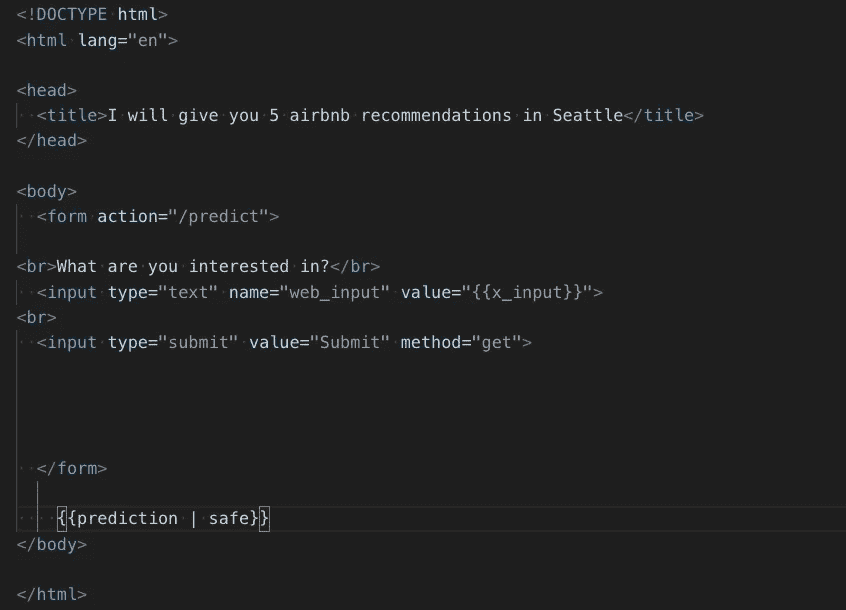 <!DOCTYPE html>
<html lang="en">
<head>
<title>I will give you 5 airbnb recommendations in Seattle</title>
</head>
<body>
<form action="/predict">
<br>What are you interested in?</br>
<input type="text" name="web_input" value="{{x_input}}">
<br>
<input type="submit" value="Submit" method="get">
</form>
{{prediction | safe}}
</body>
</html>